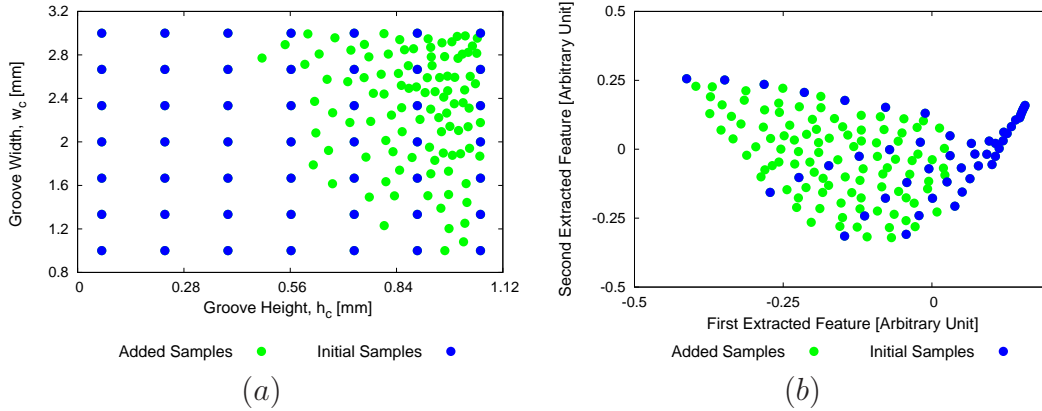 3.2
2.8
2.4
2
1.6
1.2
0.8
0 0.28 0.56 0.84 1.12
Groove Width, w_c [mm]
Groove Height, h_c [mm]
Added Samples Initial Samples
(a)
0.5
0.25
0
-0.25
-0.5
-0.5 -0.25 0
Second Extracted Feature [Arbitrary Unit]
First Extracted Feature [Arbitrary Unit]
Added Samples Initial Samples
(b)